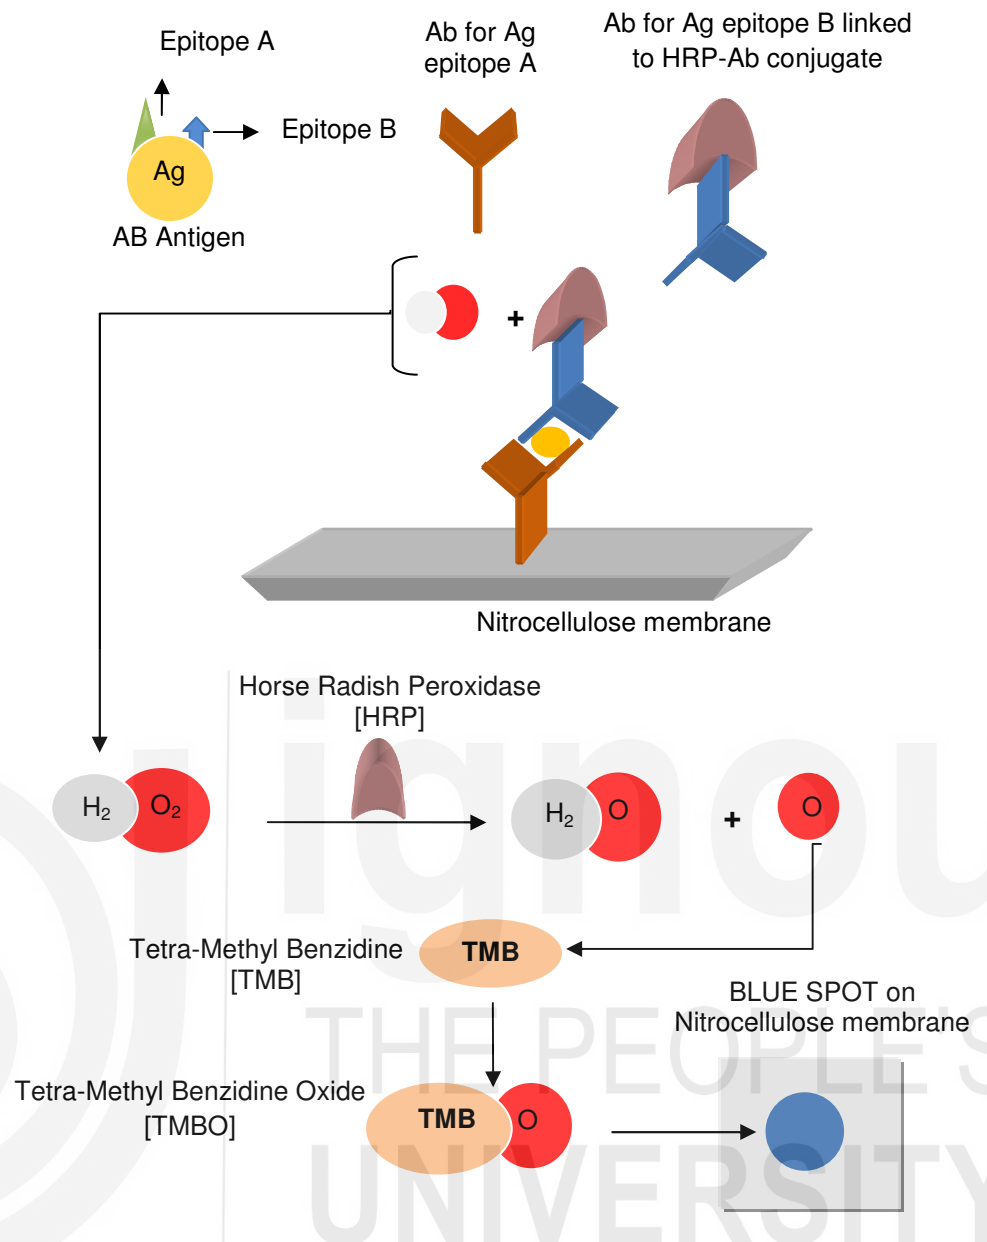 Epitope A
Ab for Ag
epitope A
Ab for Ag epitope B linked
to HRP-Ab conjugate
Epitope B
Ag
AB Antigen
+
Nitrocellulose membrane
Horse Radish Peroxidase
[HRP]
H2 O2
H2 O
+
O
Tetra-Methyl Benzidine
[TMB]
TMB
BLUE SPOT on
Nitrocellulose membrane
Tetra-Methyl Benzidine Oxide
[TMBO]
TMB O
ignou
THE PEOPLE'S
UNIVERSITY